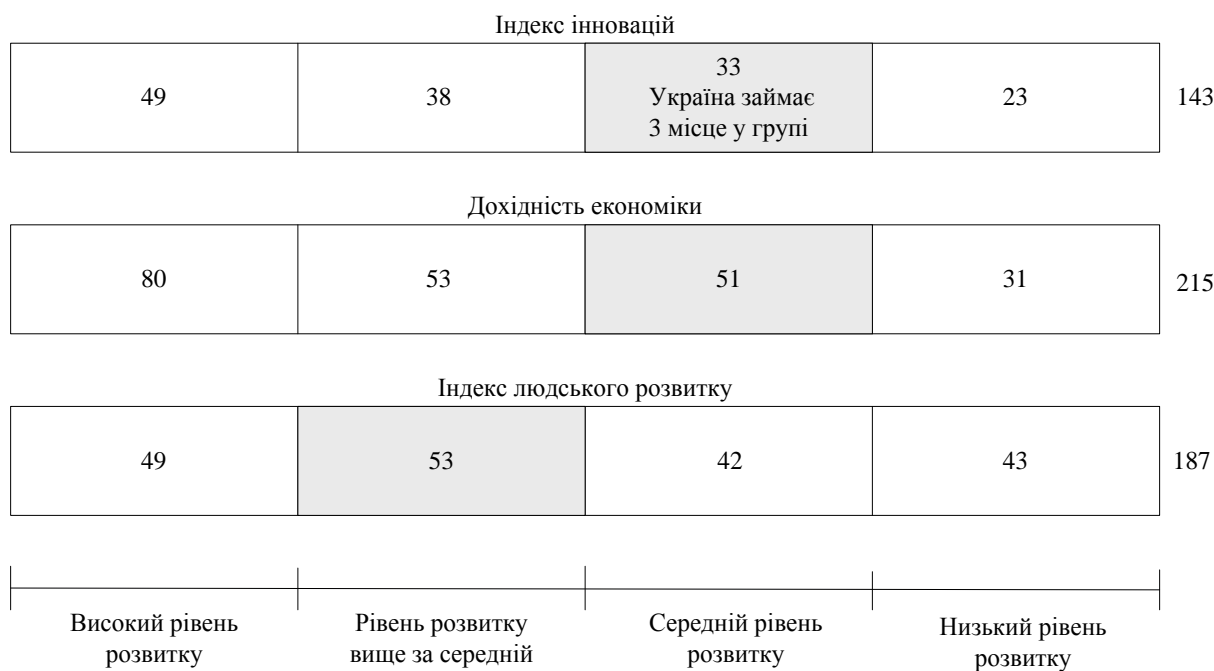 Індекс інновацій
49
38
33
Україна займає
3 місце у групі
23
143
Дохідність економіки
80
53
51
31
215
Індекс людського розвитку
49
53
42
43
187
Високий рівень
розвитку
Рівень розвитку
вище за середній
Середній рівень
розвитку
Низький рівень
розвитку